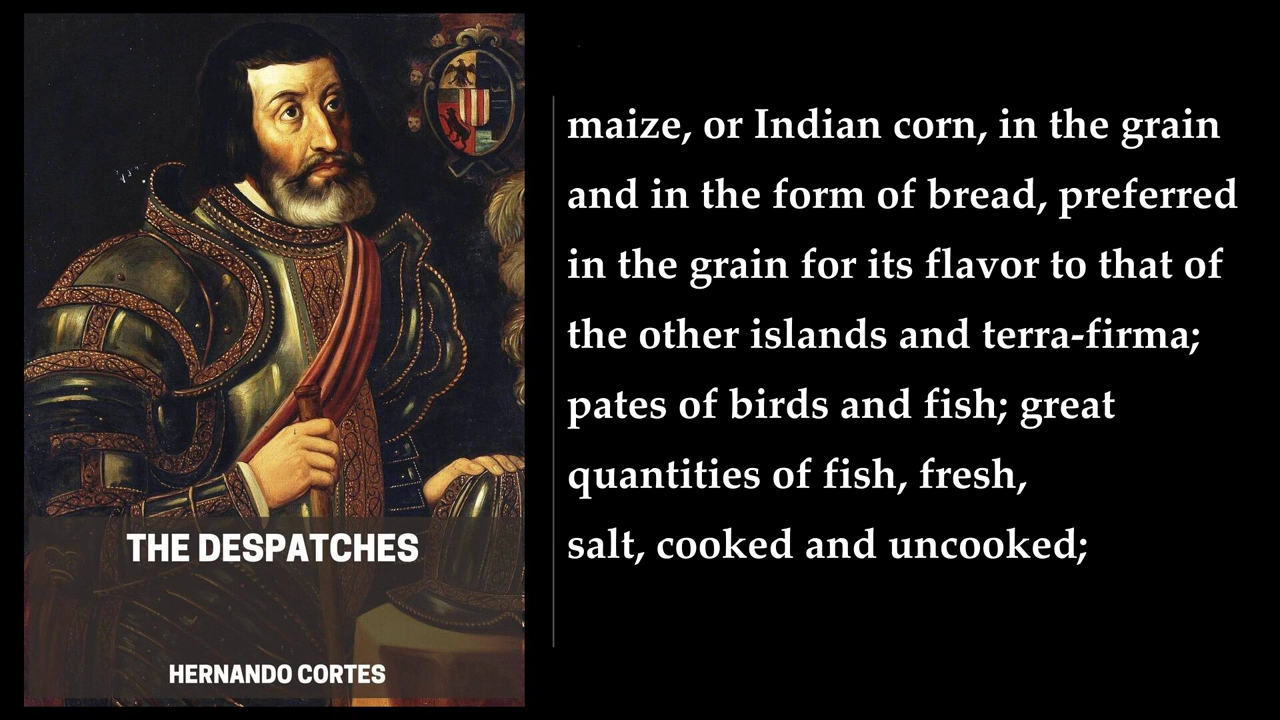 THE DESPATCHES
HERNANDO CORTES
maize, or Indian corn, in the grain
and in the form of bread, preferred
in the grain for its flavor to that of
the other islands and terra-firma;
pates of birds and fish; great
quantities of fish, fresh,
salt, cooked and uncooked;